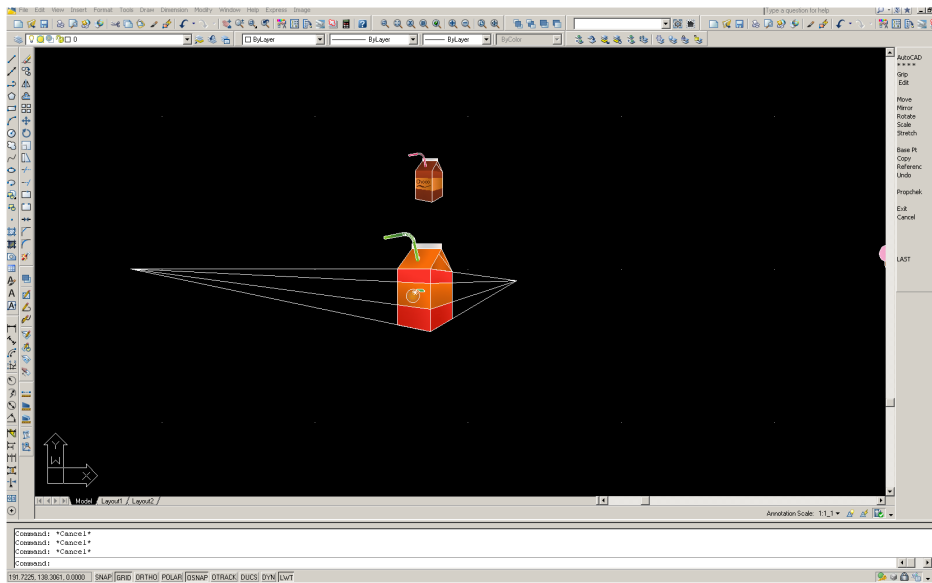 File Edit View Insert Format Tools Draw Dimension Modify Window Help Express Image
Type a question for help
0
ByLayer
ByLayer
ByLayer
ByColor
AutoCAD
* * * *
Grip
Edit
Move
Mirror
Rotate
Scale
Stretch
Base Pt
Copy
Referenc
Undo
Propchek
Exit
Cancel
LAST
Y
W
X
Model Layout1 Layout2
Annotation Scale: 1:1_1
Command: *Cancel*
Command: *Cancel*
Command: *Cancel*
Command:
191.7225, 138.3061, 0.0000 SNAP GRID ORTHO POLAR OSNAP OTRACK DUCS DYN LWT